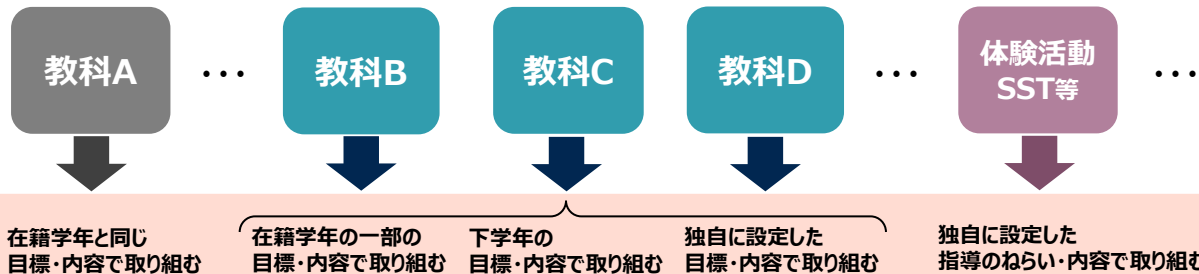 教科A ・・・ 教科B 教科C 教科D ・・・ 体験活動 ・・・
SST等
在籍学年と同じ 在籍学年の一部の 下学年の 独自に設定した 独自に設定した
目標・内容で取り組む 目標・内容で取り組む 目標・内容で取り組む 目標・内容で取り組む 指導のねらい・内容で取り組む